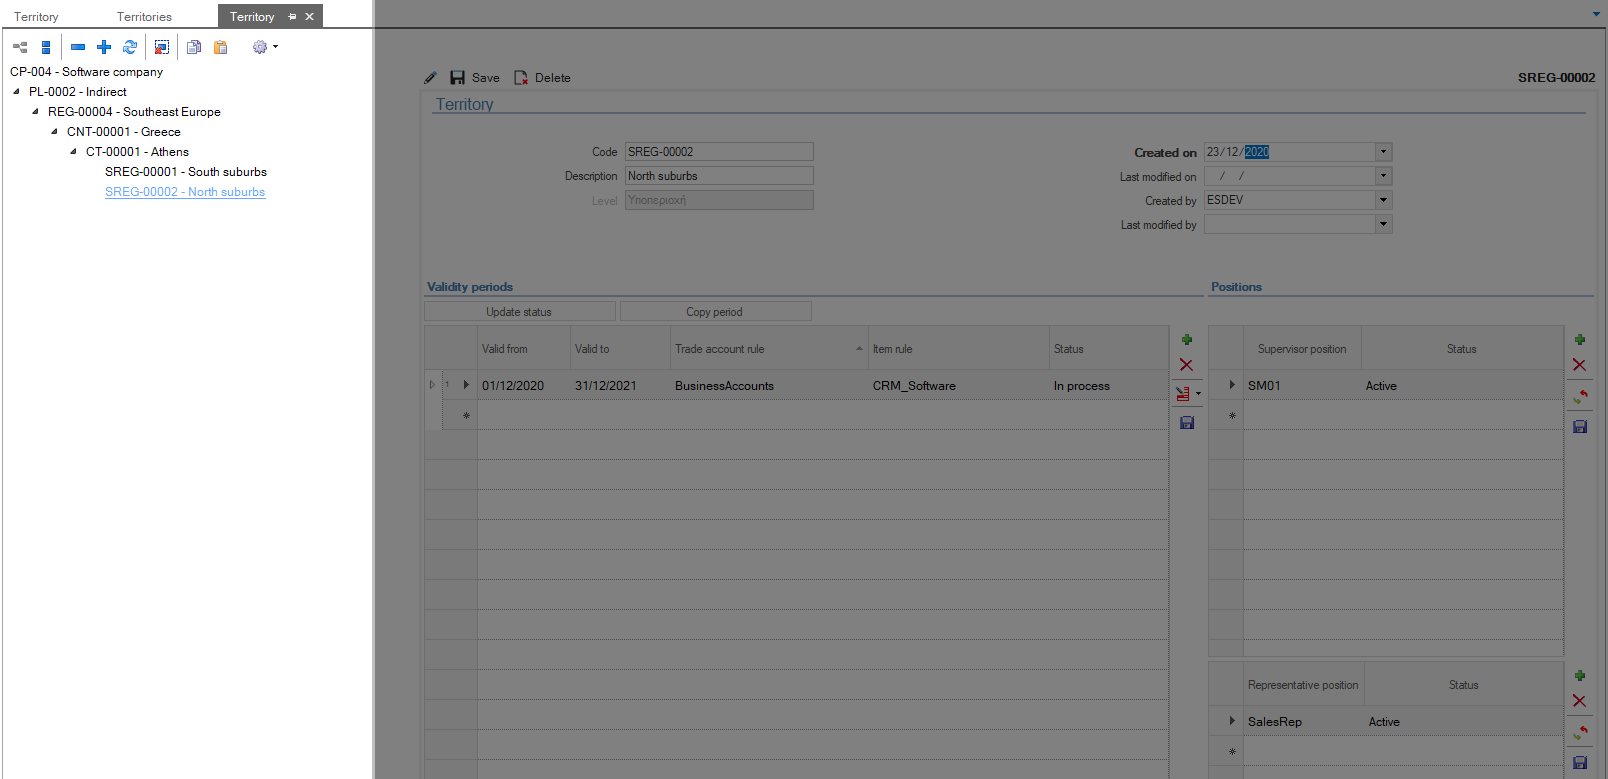 Territory Territories Territory
CP-004 - Software company
PL-0002 - Indirect
REG-00004 - Southeast Europe
CNT-00001 - Greece
CT-00001 - Athens
SREG-00001 - South suburbs
SREG-00002 - North suburbs
Save Delete SREG-00002
Territory
Code SREG-00002 Created on 23/12/2020
Description North suburbs Last modified on / /
Level Υποπεριοχή Created by ESDEV
Last modified by
Validity periods Positions
Update status Copy period
Valid from Valid to Trade account rule Item rule Status Supervisor position Status
1 01/12/2020 31/12/2021 BusinessAccounts CRM_Software In process SM01 Active
Representative position Status
SalesRep Active